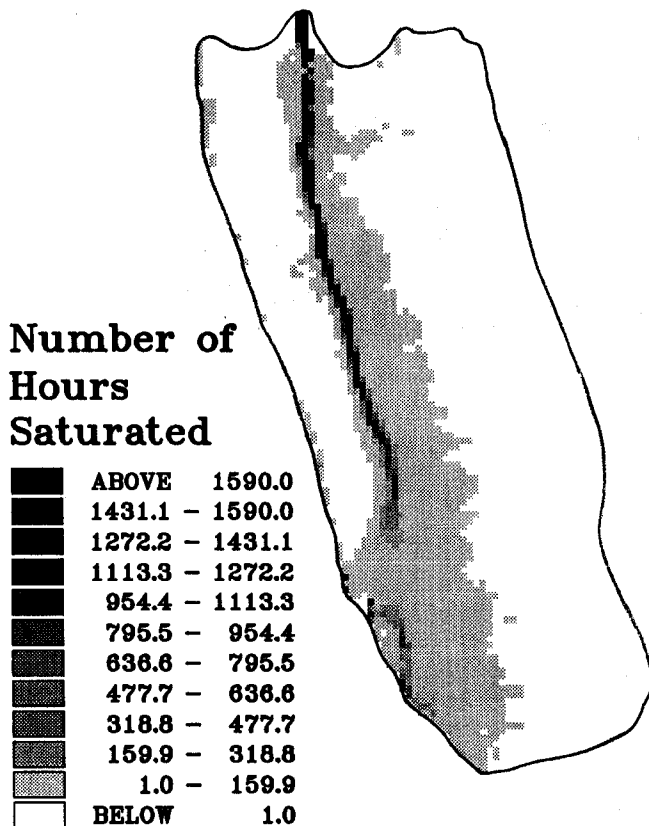 Number of
Hours
Saturated
ABOVE 1590.0
1431.1 - 1590.0
1272.2 - 1431.1
1113.3 - 1272.2
954.4 - 1113.3
795.5 - 954.4
636.6 - 795.5
477.7 - 636.6
318.8 - 477.7
159.9 - 318.8
1.0 - 159.9
BELOW 1.0